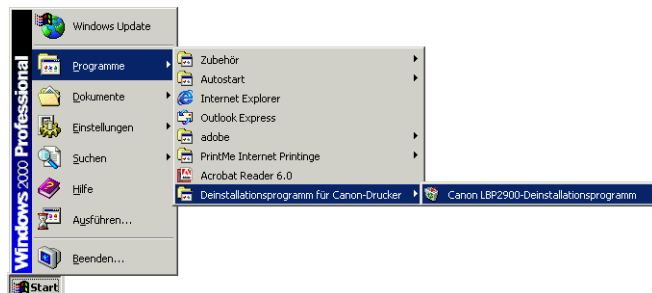 Windows Update
Programme
Dokumente
Einstellungen
Suchen
Hilfe
Ausführen...
Beenden...
Windows 2000 Professional
Start
Zubehör
Autostart
Internet Explorer
Outlook Express
adobe
PrintMe Internet Printinge
Acrobat Reader 6.0
Deinstallationsprogramm für Canon-Drucker
Canon LBP2900-Deinstallationsprogramm